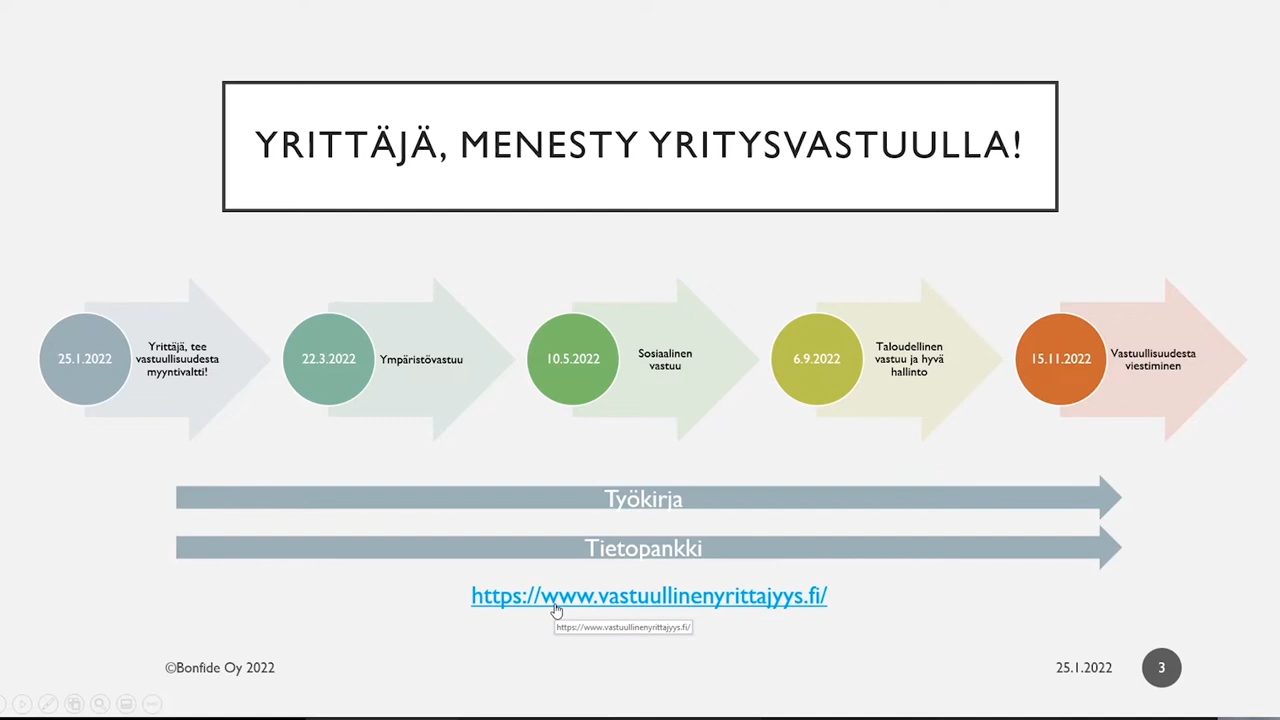 YRITTÄJÄ, MENESTY YRITYSVASTUULLA!
25.1.2022
Yrittäjä, tee
vastuullisuudesta
myyntivaltti!
22.3.2022
Ympäristövastuu
10.5.2022
Sosiaalinen
vastuu
6.9.2022
Taloudellinen
vastuu ja hyvä
hallinto
15.11.2022
Vastuullisuudesta
viestiminen
Työkirja
Tietopankki
https://www.vastuullinenyrittajyys.fi/
https://www.vastuullinenyrittajyys.fi/
©Bonfide Oy 2022
25.1.2022
3